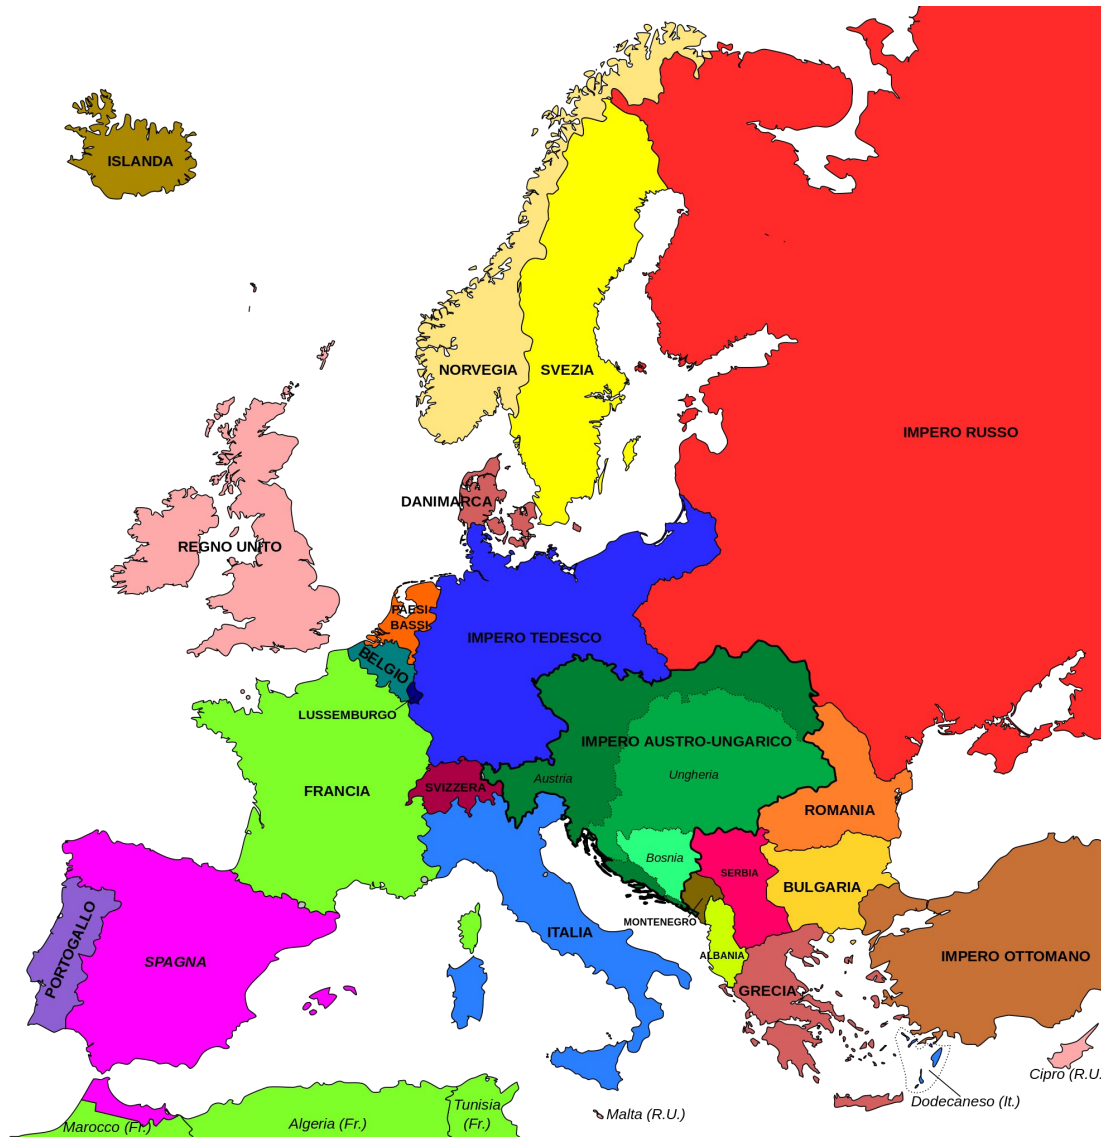 ISLANDA
NORVEGIA
SVEZIA
IMPERO RUSSO
DANIMARCA
REGNO UNITO
PAESI
BASSI
IMPERO TEDESCO
BELGIO
LUSSEMBURGO
IMPERO AUSTRO-UNGARICO
Austria
Ungheria
SVIZZERA
FRANCIA
ROMANIA
Bosnia
SERBIA
BULGARIA
MONTENEGRO
ITALIA
ALBANIA
PORTOGALLO
SPAGNA
IMPERO OTTOMANO
GRECIA
Cipro (R.U.
Dodecaneso (It.)
Tunisia
(Fr.)
Malta (R.U.)
Algeria (Fr.)
Marocco (Fr.)